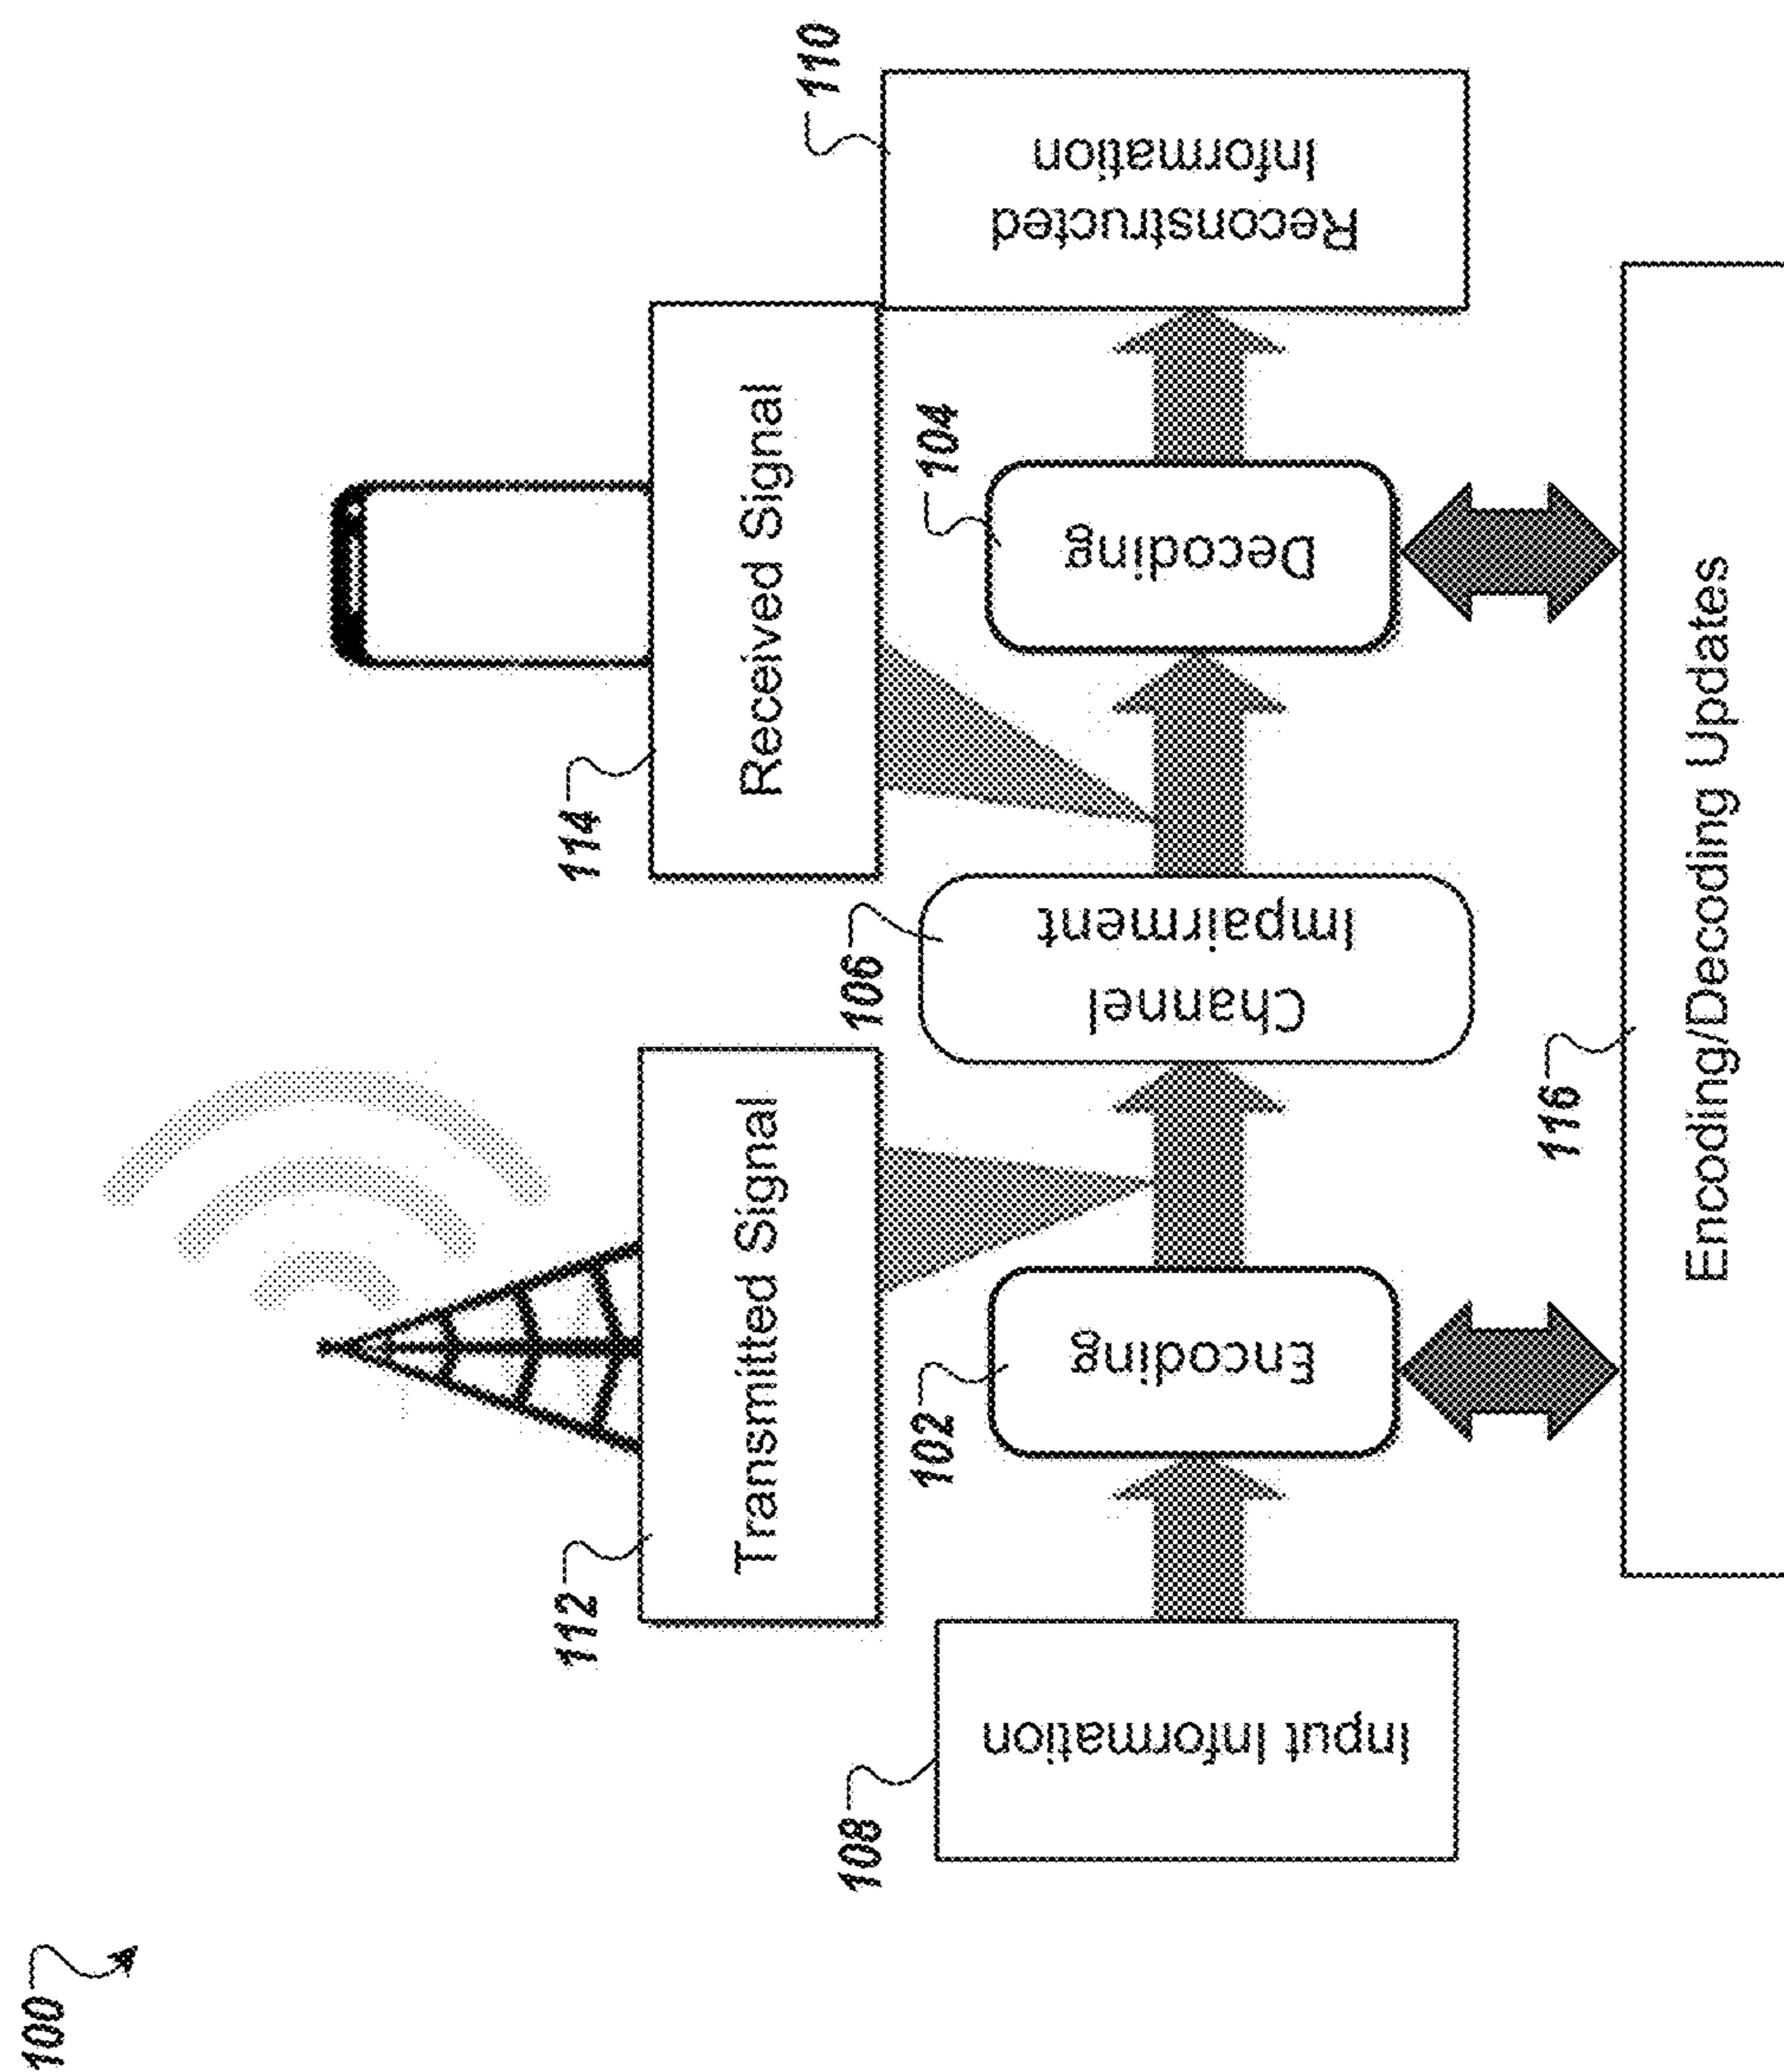 100
112
Transmitted Signal
114
Received Signal
108
Input Information
102
Encoding
106
Channel
Impairment
104
Decoding
110
Reconstructed
Information
116
Encoding/Decoding Updates